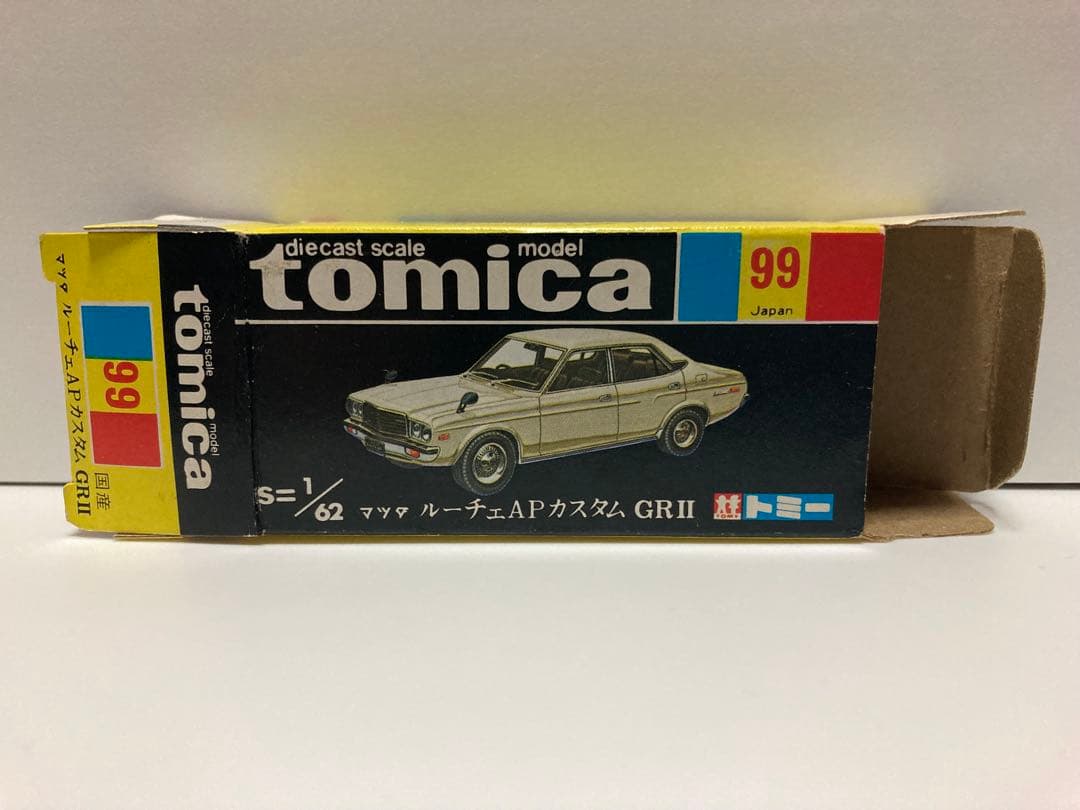 diecast scale model
tomica
99
Japan
S=1/62 マツダ ルーチェAPカスタム GRII
TOMY トミー
diecast scale model
tomica
99
国産
マツダ ルーチェAPカスタム GRII